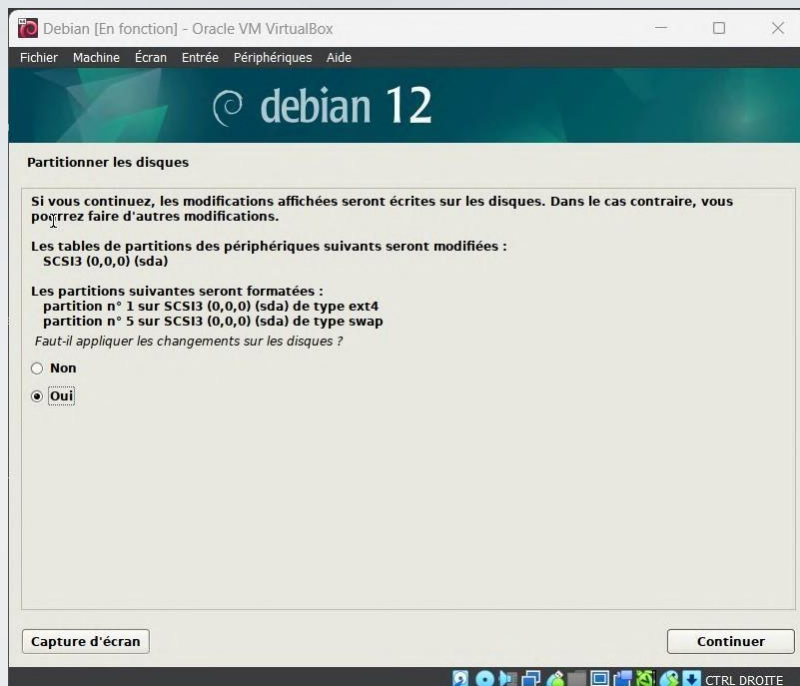 Debian [En fonction] - Oracle VM VirtualBox
Fichier Machine Écran Entrée Périphériques Aide
debian 12
Partitionner les disques
Si vous continuez, les modifications affichées seront écrites sur les disques. Dans le cas contraire, vous
pourrez faire d'autres modifications.
Les tables de partitions des périphériques suivants seront modifiées :
SCSI3 (0,0,0) (sda)
Les partitions suivantes seront formatées :
partition n° 1 sur SCSI3 (0,0,0) (sda) de type ext4
partition n° 5 sur SCSI3 (0,0,0) (sda) de type swap
Faut-il appliquer les changements sur les disques ?
Non
Oui
Capture d'écran
Continuer
CTRL DROITE